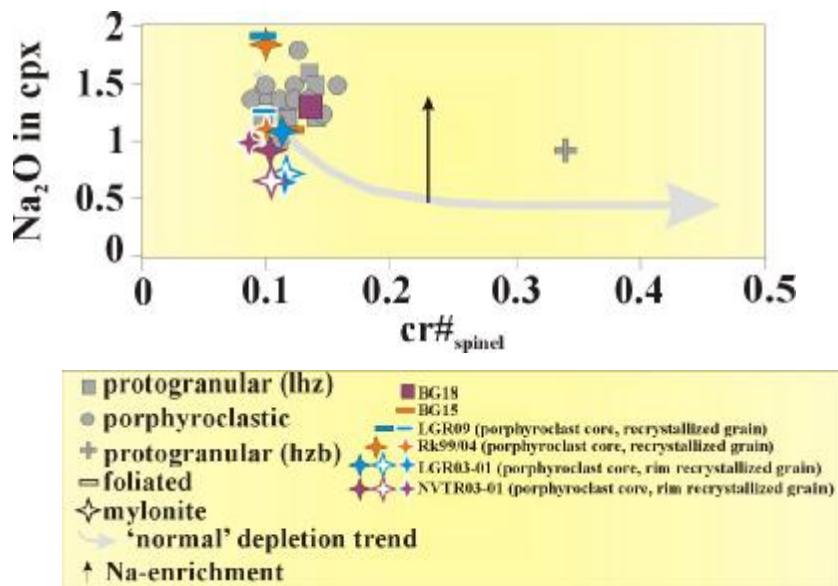 2
1.5
1
0.5
0
Na₂O in cpx
0 0.1 0.2 0.3 0.4 0.5
cr#spinel
protogranular (lhz)
porphyroclastic
protogranular (hzb)
foliated
mylonite
‘normal’ depletion trend
Na-enrichment
BG18
BG15
LGR09 (porphyroclast core, recrystallized grain)
Rk99/04 (porphyroclast core, recrystallized grain)
LGR03-01 (porphyroclast core, rim recrystallized grain)
NVTR03-01 (porphyroclast core, rim recrystallized grain)